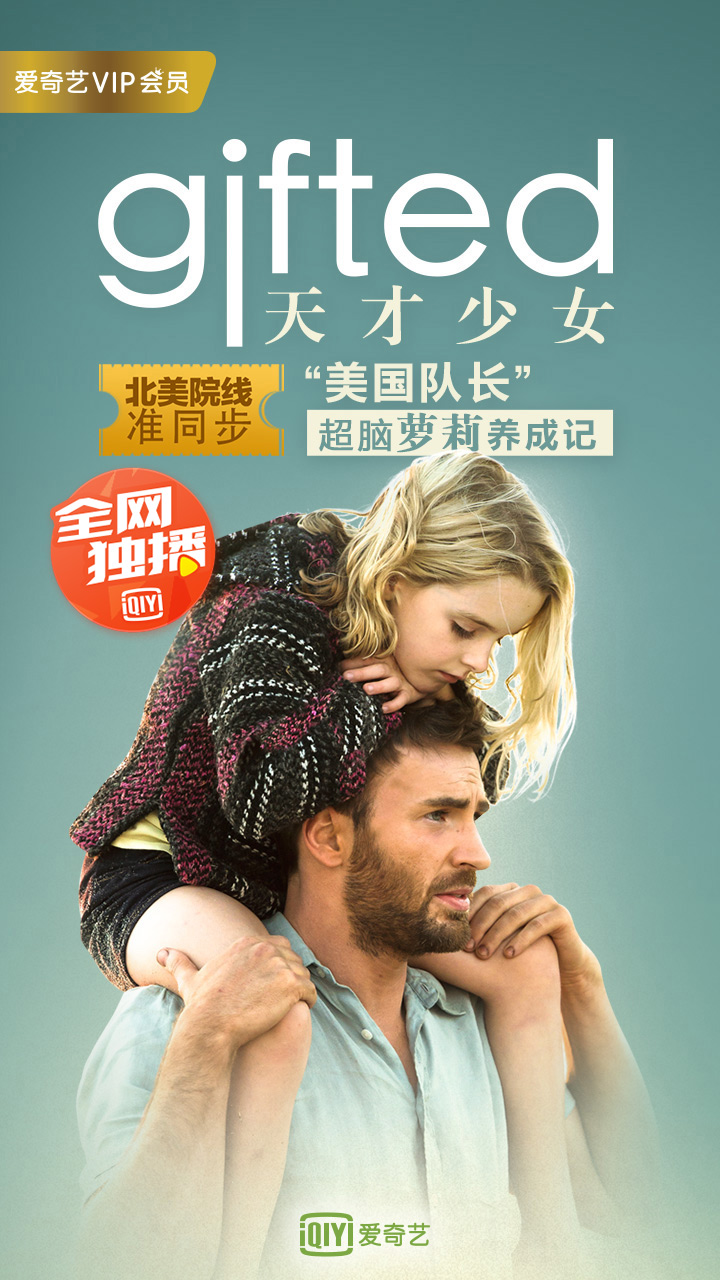 爱奇艺VIP会员
gifted
天才少女
北美院线
准同步
“美国队长”
超脑萝莉养成记
全网
独播
iQIYI
iQIYI 爱奇艺